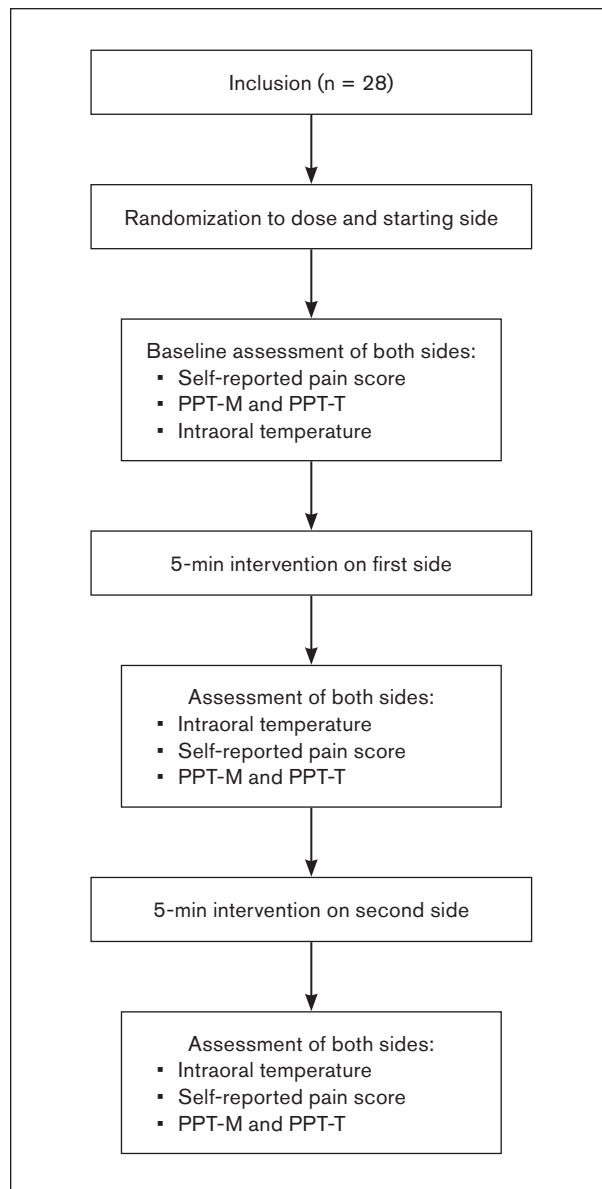 Inclusion (n = 28)
Randomization to dose and starting side
Baseline assessment of both sides:
▪ Self-reported pain score
▪ PPT-M and PPT-T
▪ Intraoral temperature
5-min intervention on first side
Assessment of both sides:
▪ Intraoral temperature
▪ Self-reported pain score
▪ PPT-M and PPT-T
5-min intervention on second side
Assessment of both sides:
▪ Intraoral temperature
▪ Self-reported pain score
▪ PPT-M and PPT-T